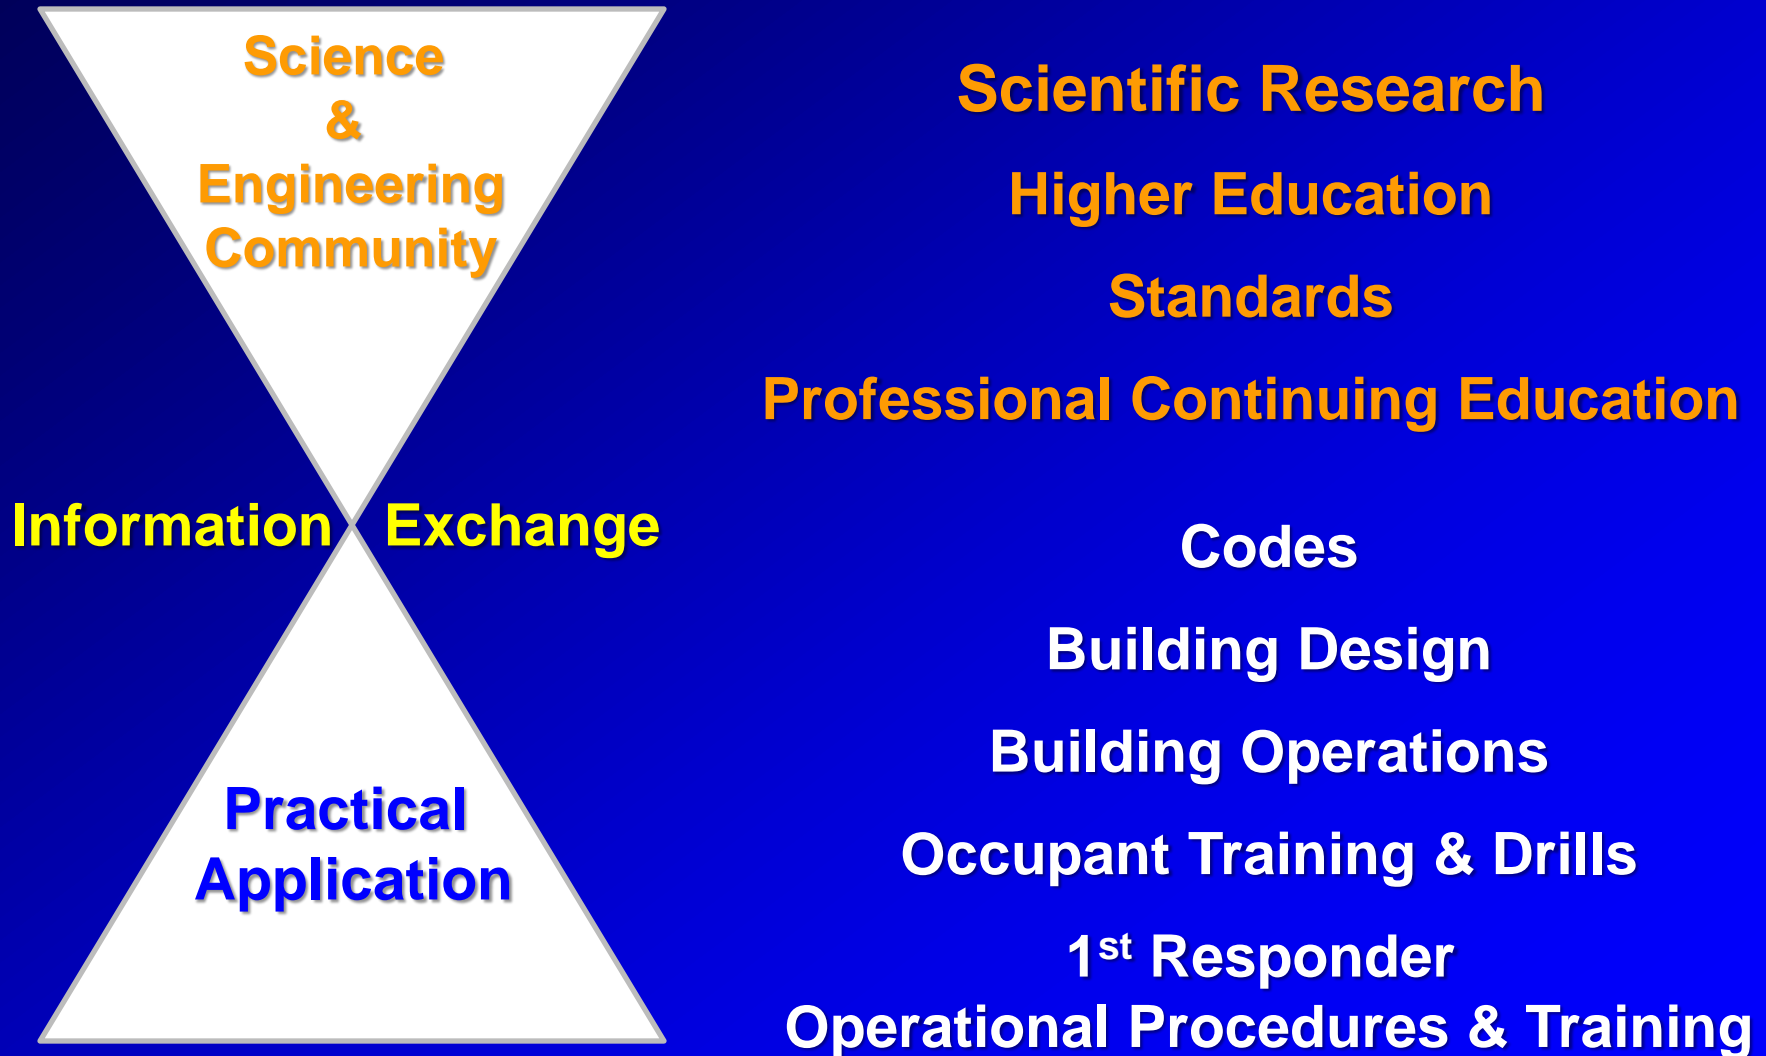 Science
&
Engineering
Community
Information Exchange
Practical
Application
Scientific Research
Higher Education
Standards
Professional Continuing Education
Codes
Building Design
Building Operations
Occupant Training & Drills
1st Responder
Operational Procedures & Training